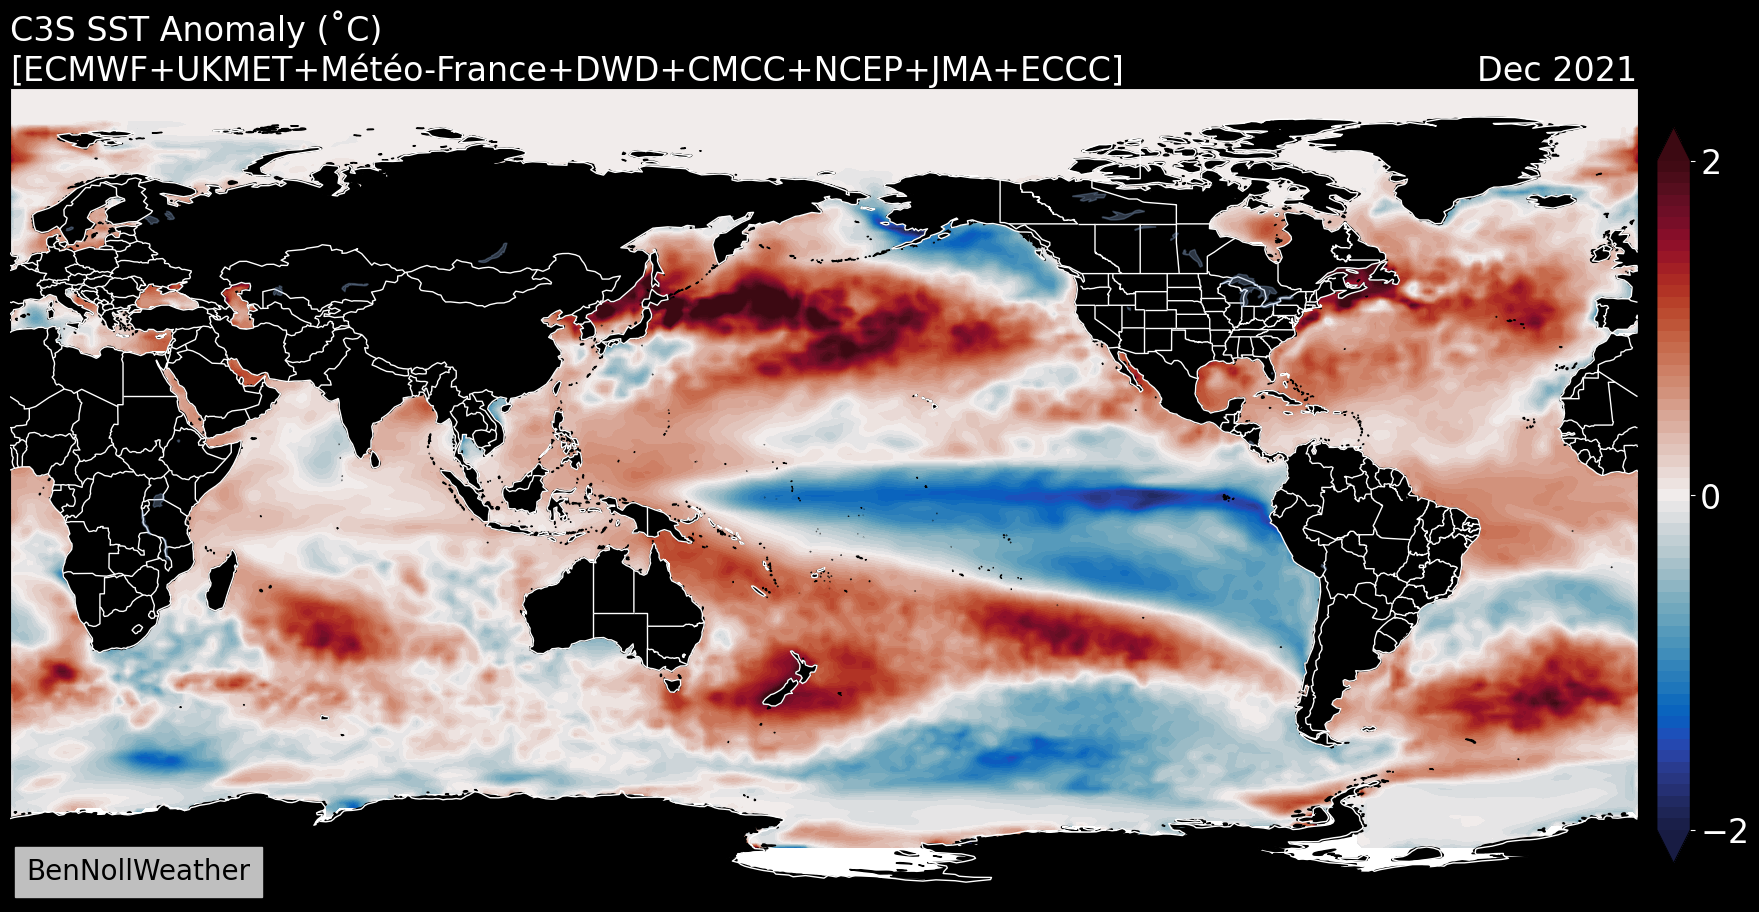 C3S SST Anomaly (˚C)
[ECMWF+UKMET+Météo-France+DWD+CMCC+NCEP+JMA+ECCC] Dec 2021
2
0
−2
BenNollWeather